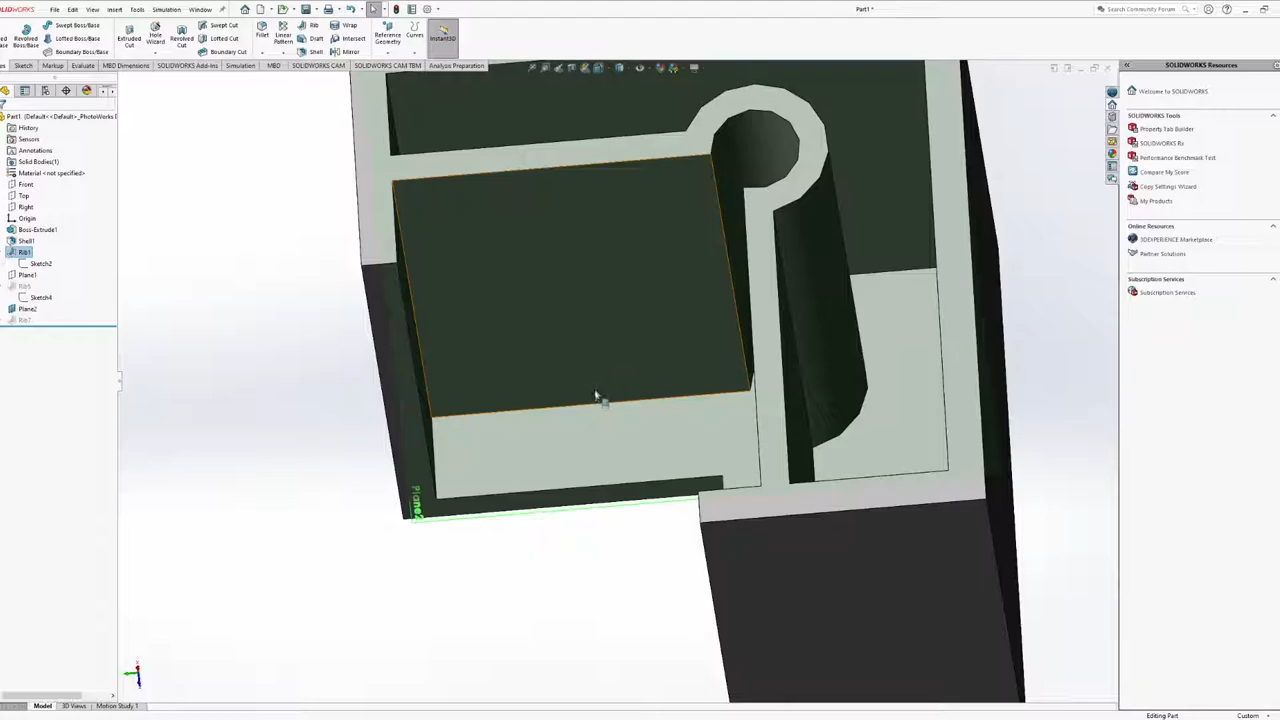 SOLIDWORKS
File Edit View Insert Tools Simulation Window
Part1 *
Search Community Forum
Revolved Boss/Base
Swept Boss/Base
Lofted Boss/Base
Boundary Boss/Base
Extruded Cut
Hole Wizard
Revolved Cut
Swept Cut
Lofted Cut
Boundary Cut
Fillet
Linear Pattern
Rib
Draft
Shell
Wrap
Intersect
Mirror
Reference Geometry
Curves
Instant3D
Sketch Markup Evaluate MBD Dimensions SOLIDWORKS Add-Ins Simulation MBD SOLIDWORKS CAM SOLIDWORKS CAM TBM Analysis Preparation
Part1 (Default<<Default>_PhotoWorks
History
Sensors
Annotations
Solid Bodies(1)
Material <not specified>
Front
Top
Right
Origin
Boss-Extrude1
Shell1
Rib1
Sketch2
Plane1
Sketch4
Plane2
Plane2
SOLIDWORKS Resources
Welcome to SOLIDWORKS
SOLIDWORKS Tools
Property Tab Builder
SOLIDWORKS Rx
Performance Benchmark Test
Compare My Score
Copy Settings Wizard
My Products
Online Resources
3DEXPERIENCE Marketplace
Partner Solutions
Subscription Services
Subscription Services
Model 3D Views Motion Study 1
Editing Part Custom